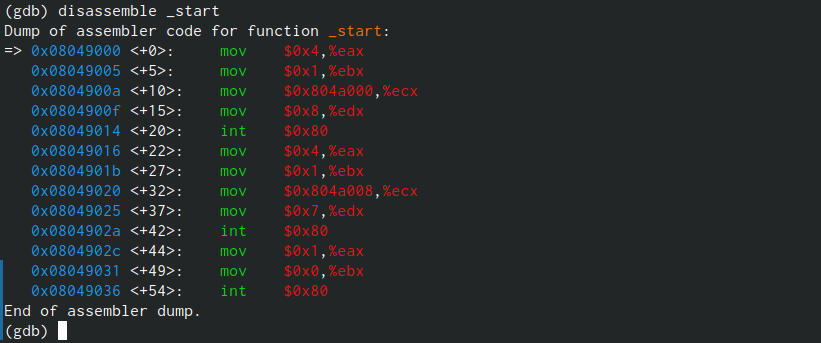 (gdb) disassemble _start
Dump of assembler code for function _start:
=> 0x08049000 <+0>:     mov    $0x4,%eax
   0x08049005 <+5>:     mov    $0x1,%ebx
   0x0804900a <+10>:    mov    $0x804a000,%ecx
   0x0804900f <+15>:    mov    $0x8,%edx
   0x08049014 <+20>:    int    $0x80
   0x08049016 <+22>:    mov    $0x4,%eax
   0x0804901b <+27>:    mov    $0x1,%ebx
   0x08049020 <+32>:    mov    $0x804a008,%ecx
   0x08049025 <+37>:    mov    $0x7,%edx
   0x0804902a <+42>:    int    $0x80
   0x0804902c <+44>:    mov    $0x1,%eax
   0x08049031 <+49>:    mov    $0x0,%ebx
   0x08049036 <+54>:    int    $0x80
End of assembler dump.
(gdb)